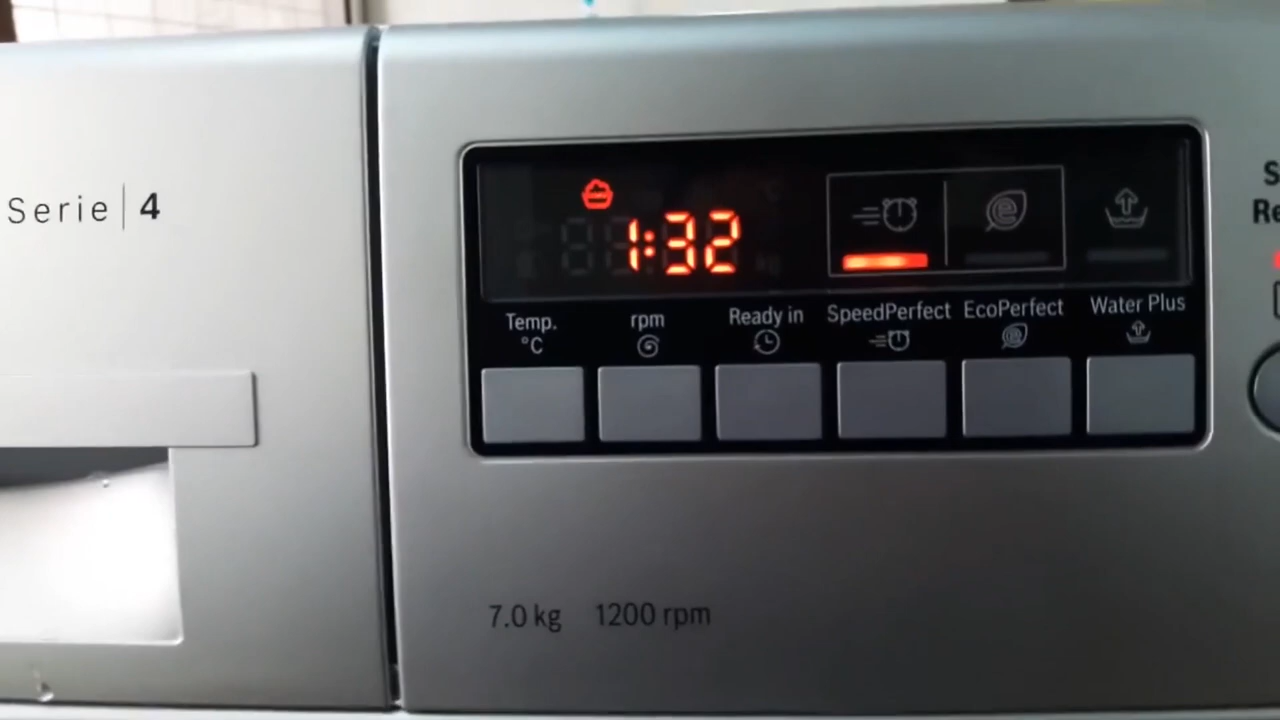 Serie | 4
1:32
Temp. °C
rpm
Ready in
SpeedPerfect
EcoPerfect
Water Plus
7.0 kg 1200 rpm